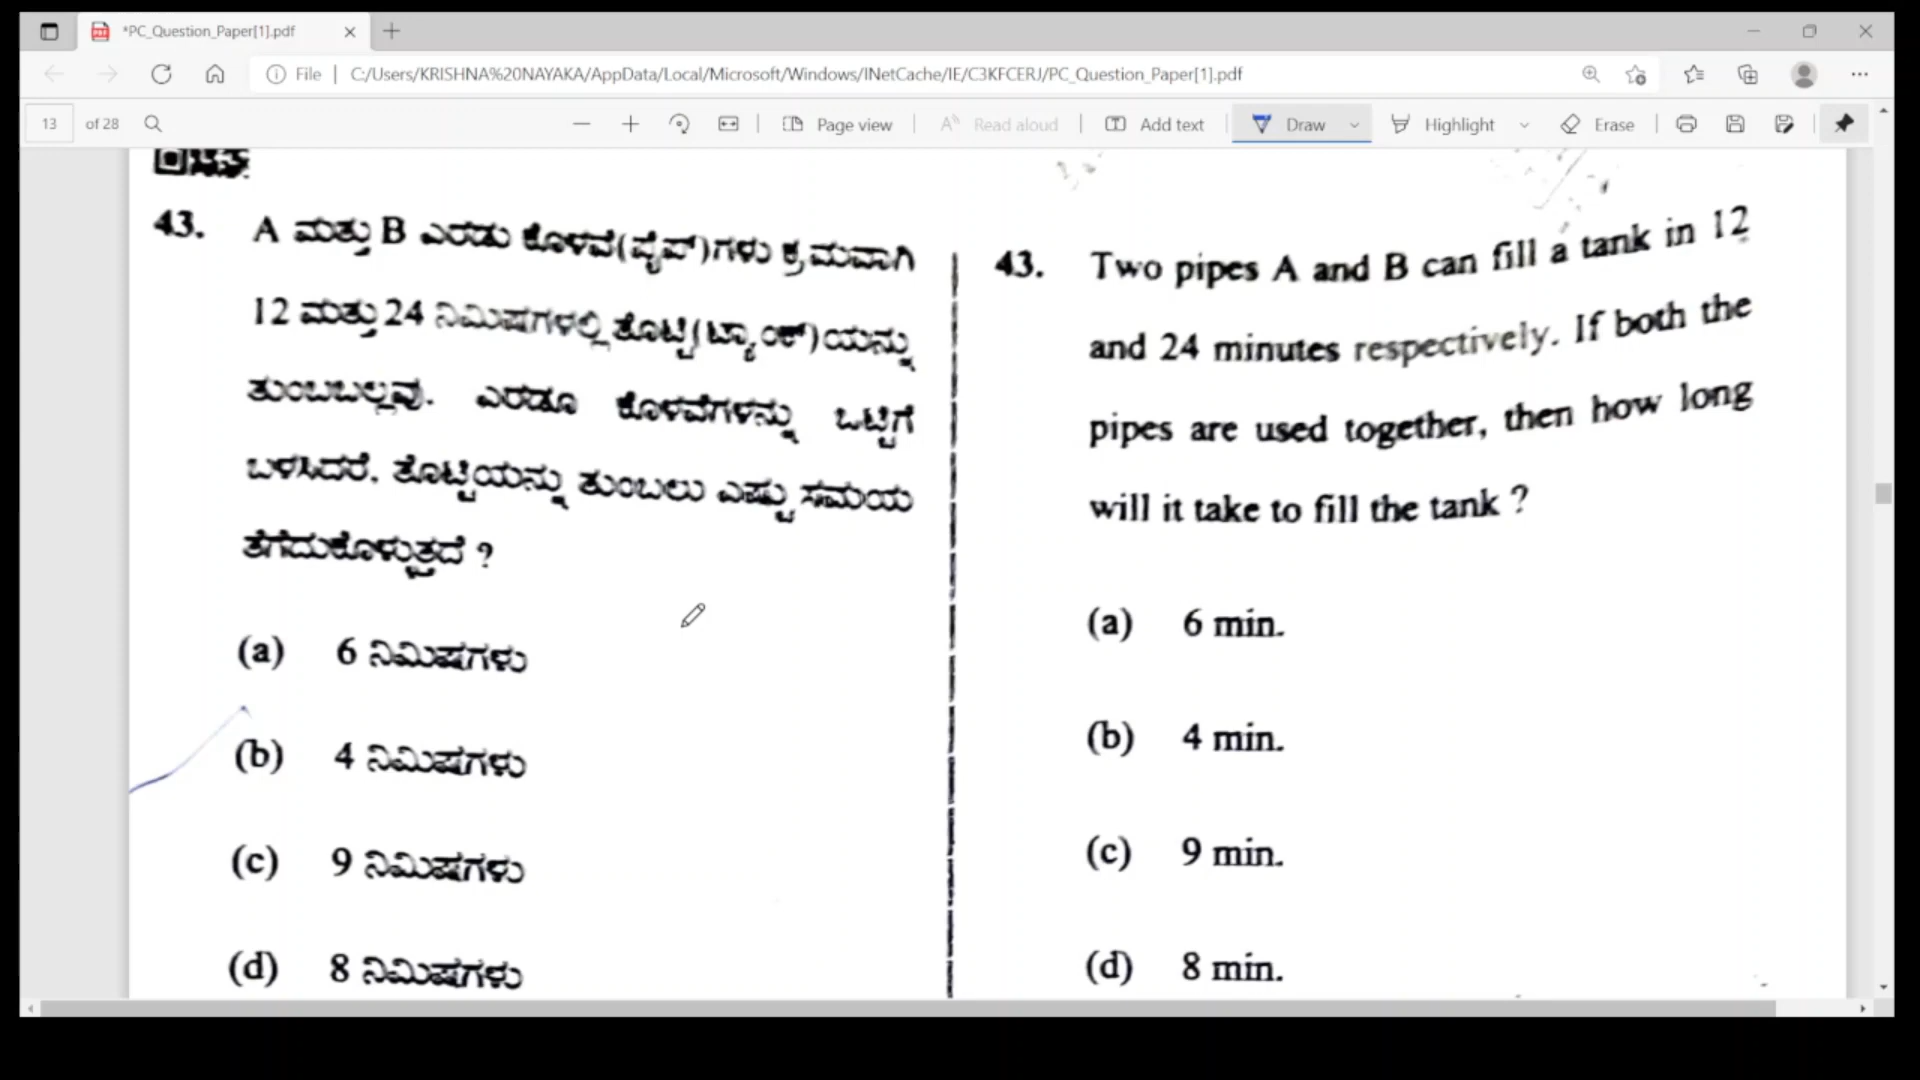 *PC_Question_Paper[1].pdf
File
C:/Users/KRISHNA%20NAYAKA/AppData/Local/Microsoft/Windows/INetCache/IE/C3KFCERJ/PC_Question_Paper[1].pdf
13 of 28
Page view
Read aloud
Add text
Draw
Highlight
Erase
43. A ಮತ್ತು B ಎರಡು ಕೊಳವೆ(ಪೈಪ್)ಗಳು ಕ್ರಮವಾಗಿ
12 ಮತ್ತು 24 ನಿಮಿಷಗಳಲ್ಲಿ ತೊಟ್ಟಿ(ಟ್ಯಾಂಕ್)ಯನ್ನು
ತುಂಬಬಲ್ಲವು. ಎರಡೂ ಕೊಳವೆಗಳನ್ನು ಒಟ್ಟಿಗೆ
ಬಳಸಿದರೆ, ತೊಟ್ಟಿಯನ್ನು ತುಂಬಲು ಎಷ್ಟು ಸಮಯ
ತೆಗೆದುಕೊಳ್ಳುತ್ತದೆ ?
(a) 6 ನಿಮಿಷಗಳು
(b) 4 ನಿಮಿಷಗಳು
(c) 9 ನಿಮಿಷಗಳು
(d) 8 ನಿಮಿಷಗಳು
43. Two pipes A and B can fill a tank in 12
and 24 minutes respectively. If both the
pipes are used together, then how long
will it take to fill the tank ?
(a) 6 min.
(b) 4 min.
(c) 9 min.
(d) 8 min.